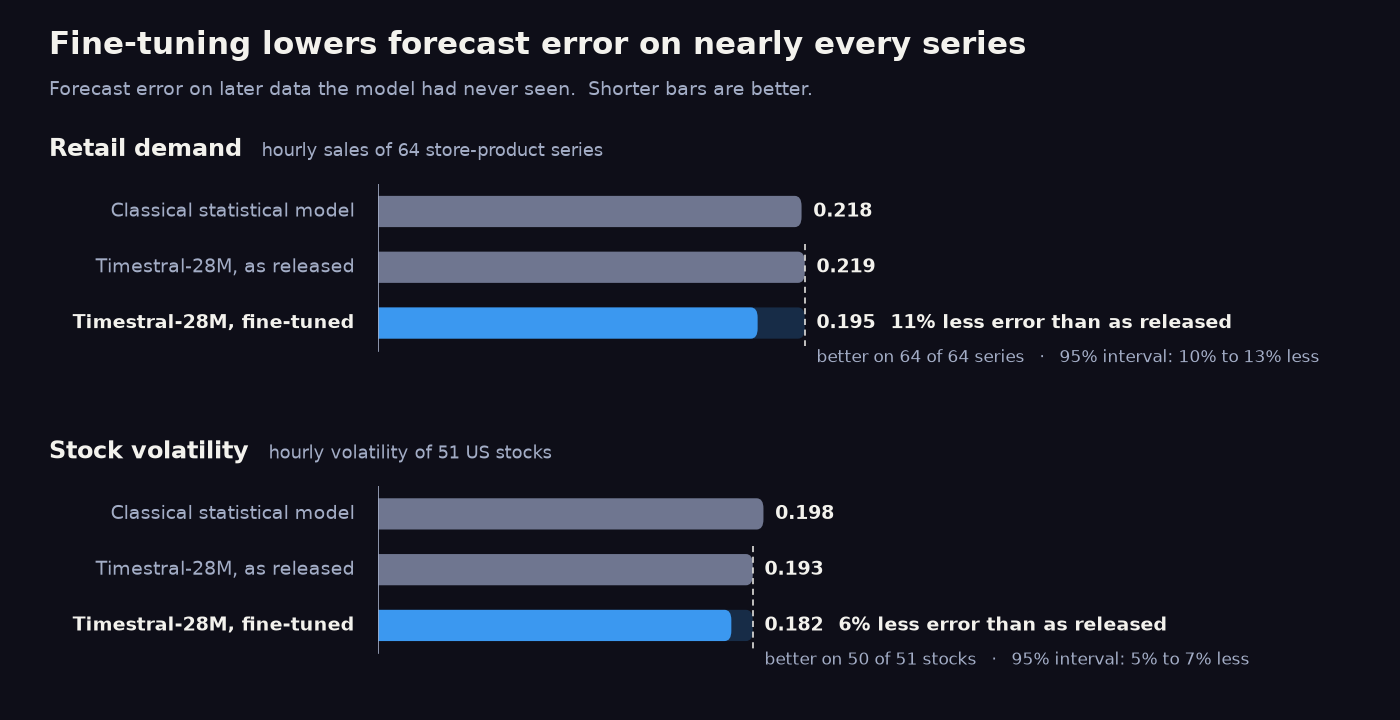 Fine-tuning lowers forecast error on nearly every series
Forecast error on later data the model had never seen.  Shorter bars are better.
Retail demand hourly sales of 64 store-product series
Classical statistical model 0.218
Timestral-28M, as released 0.219
Timestral-28M, fine-tuned 0.195 11% less error than as released
better on 64 of 64 series · 95% interval: 10% to 13% less
Stock volatility hourly volatility of 51 US stocks
Classical statistical model 0.198
Timestral-28M, as released 0.193
Timestral-28M, fine-tuned 0.182 6% less error than as released
better on 50 of 51 stocks · 95% interval: 5% to 7% less